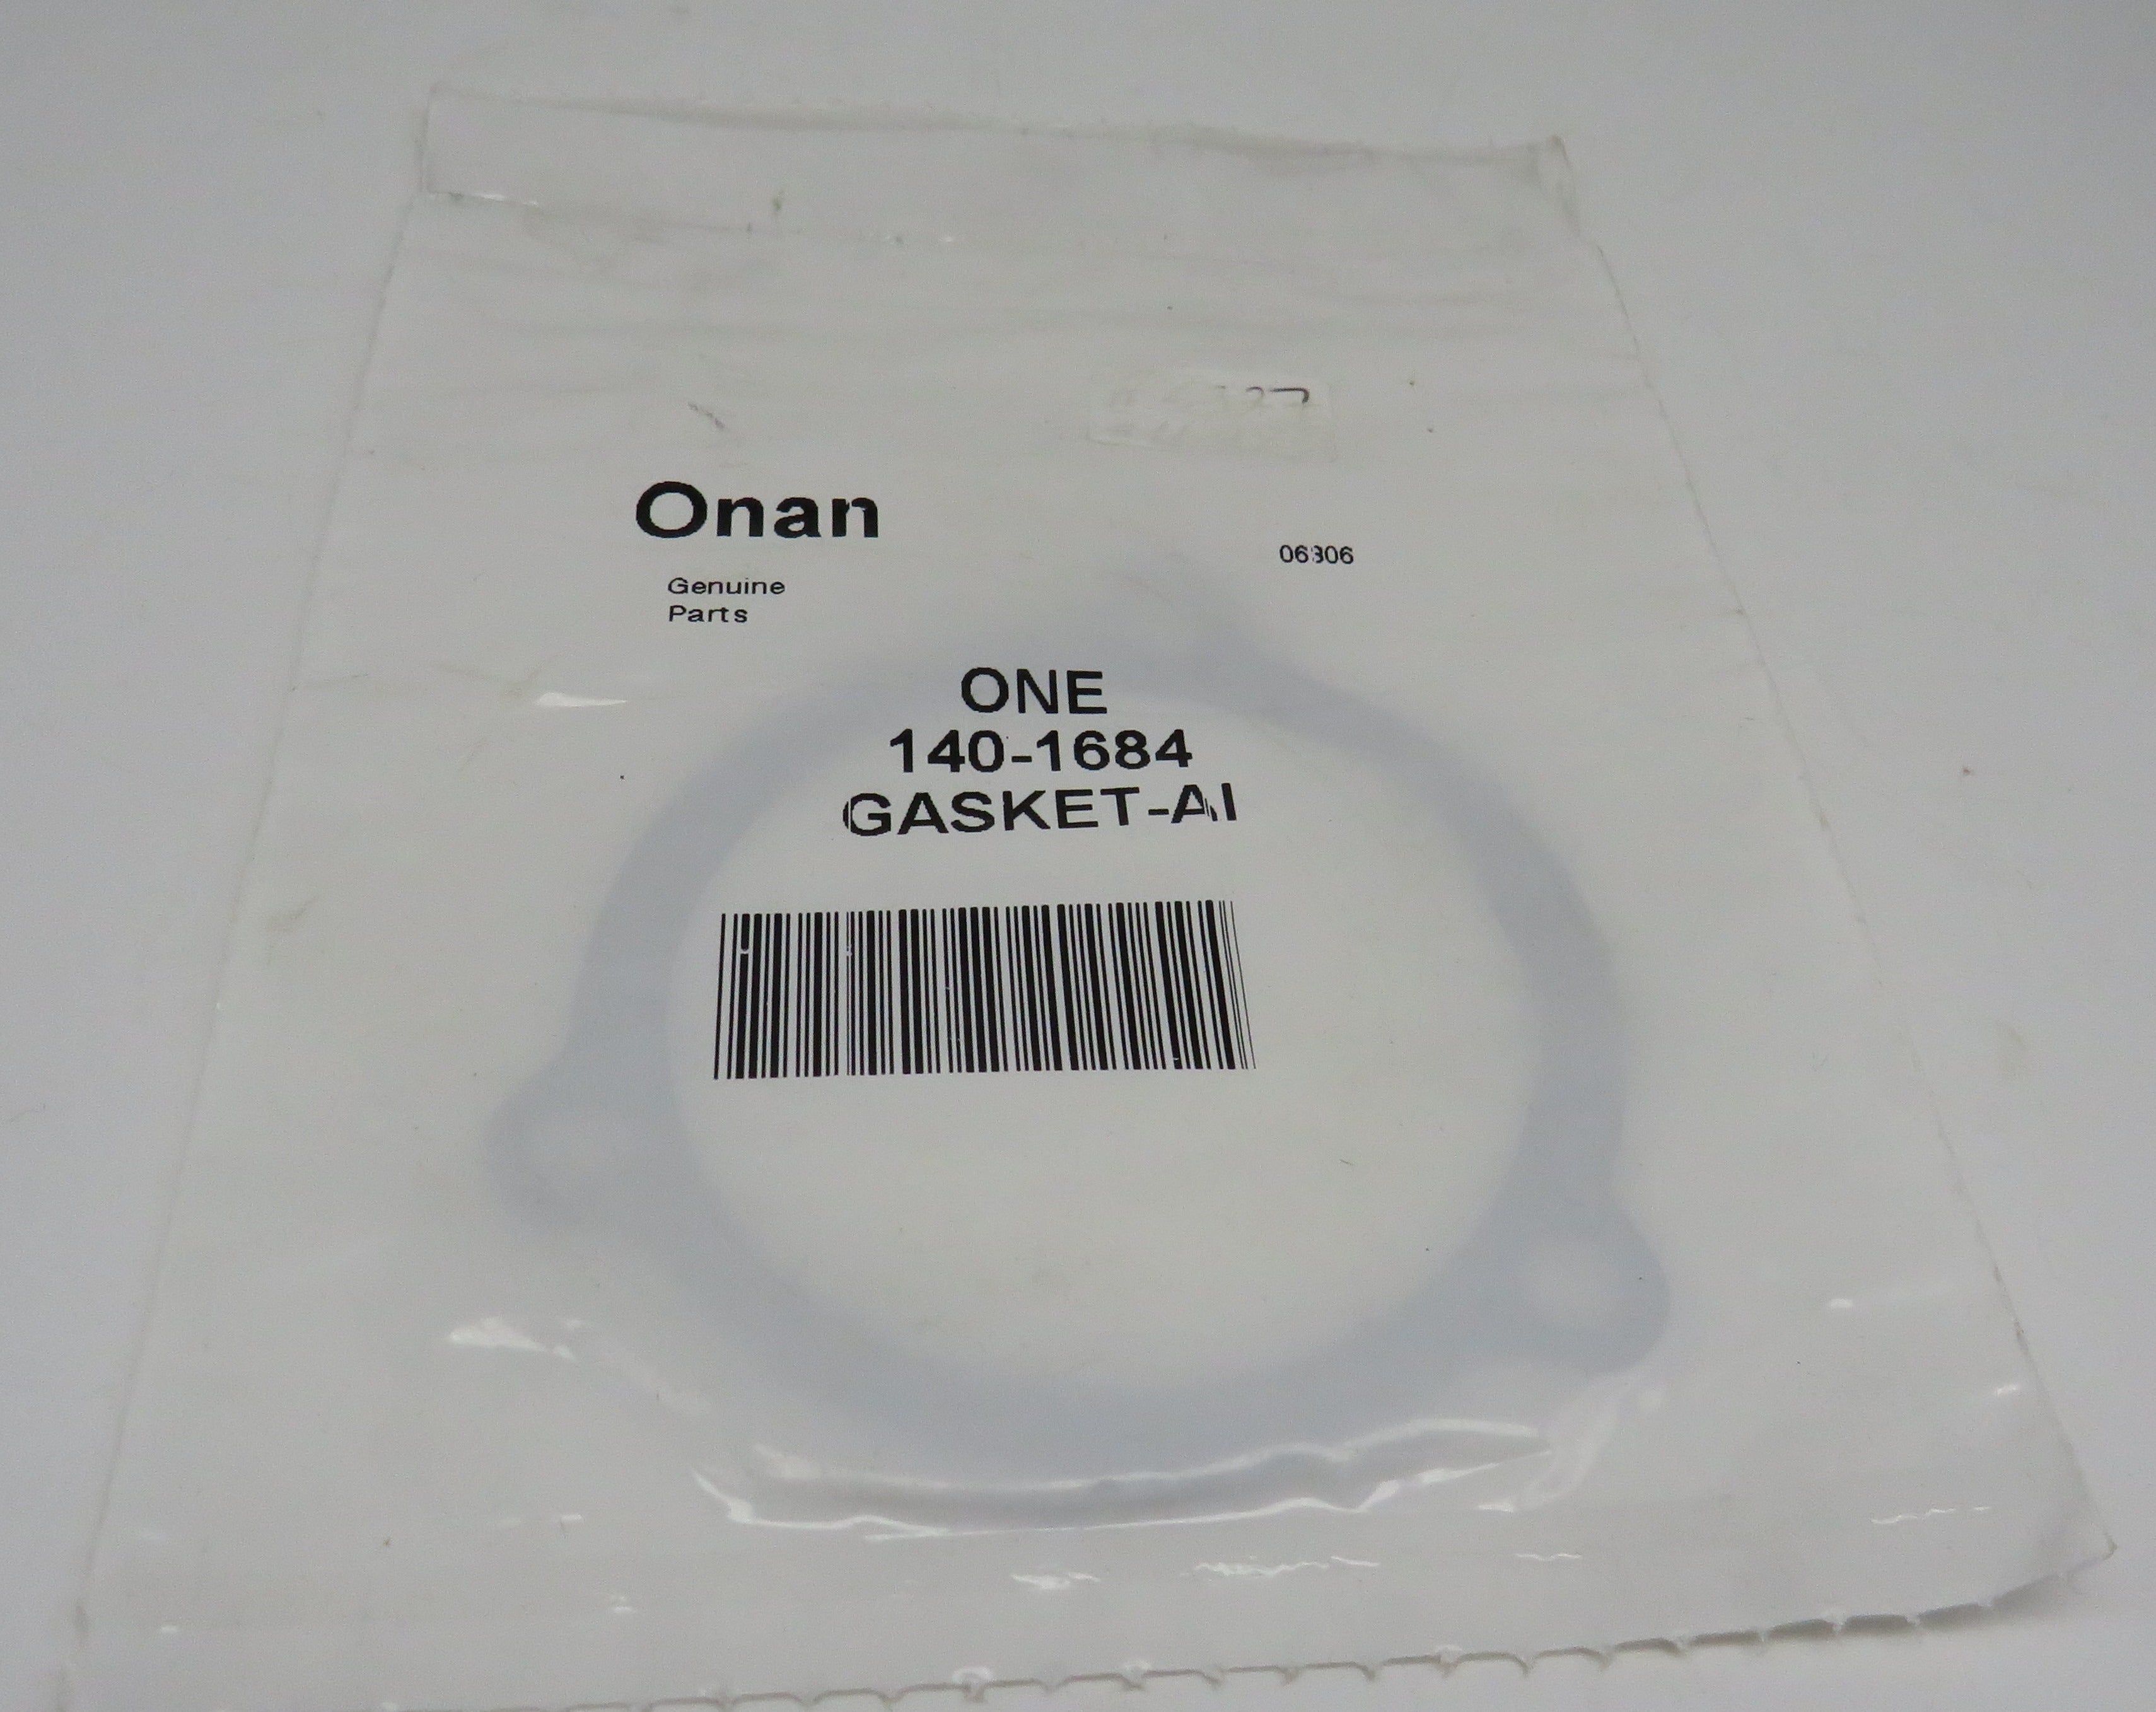 Onan
Genuine
Parts
06306
ONE
140-1684
GASKET-AI